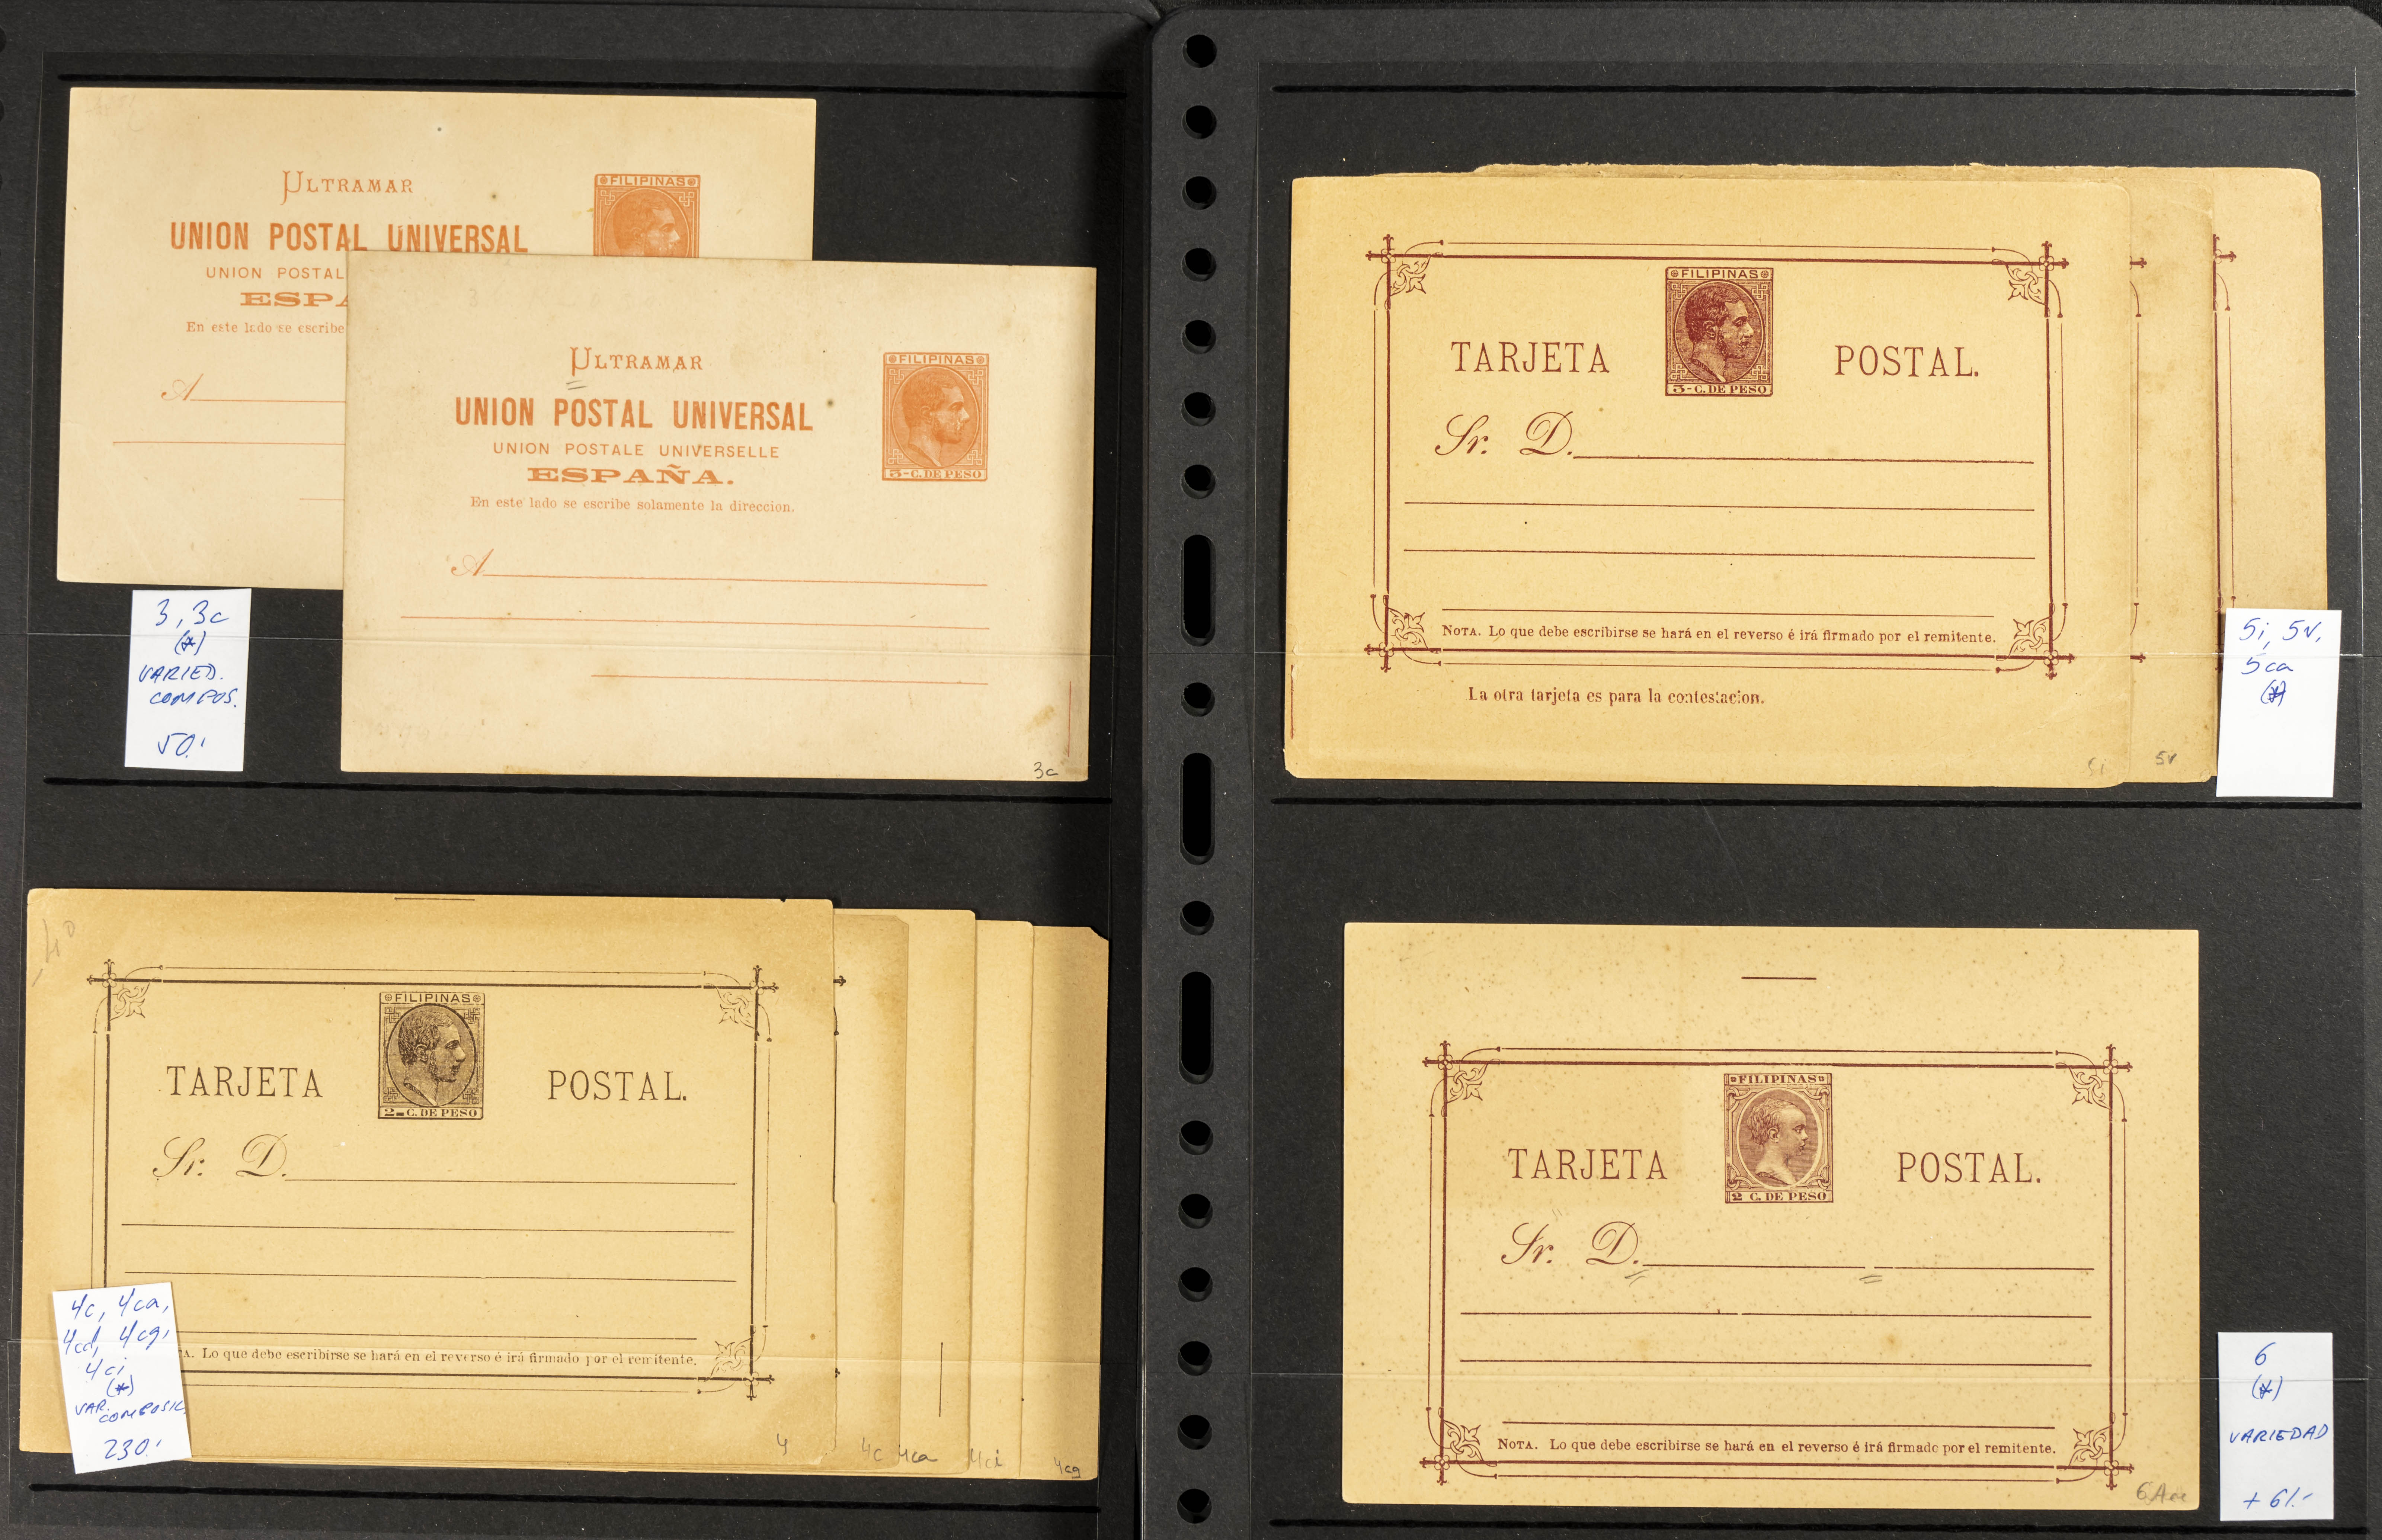 ULTRAMAR
FILIPINAS
UNION POSTAL UNIVERSAL
UNION POSTAL
ESPA
En este lado se escribe
A
ULTRAMAR
FILIPINAS
UNION POSTAL UNIVERSAL
UNION POSTALE UNIVERSELLE
ESPAÑA.
3-C. DE PESO
En este lado se escribe solamente la direccion.
A
3c
3, 3c
(*)
VARIED.
COMPOS.
50.-
FILIPINAS
TARJETA POSTAL.
3-C. DE PESO
Sr. D.
NOTA. Lo que debe escribirse se hará en el reverso é irá firmado por el remitente.
La otra tarjeta es para la contestacion.
5i
5v
5i, 5v,
5ca
(*)
FILIPINAS
TARJETA POSTAL.
2-C. DE PESO
Sr. D.
A. Lo que debe escribirse se hará en el reverso é irá firmado por el remitente.
4
4c
4ca
4ci
4cg
4c, 4ca,
4cd, 4cg,
4ci
(*)
VAR.
COMPOSIC.
230.-
FILIPINAS
TARJETA POSTAL.
2 C. DE PESO
Sr. D.
NOTA. Lo que debe escribirse se hará en el reverso é irá firmado por el remitente.
6
(*)
VARIEDAD
+ 61.-